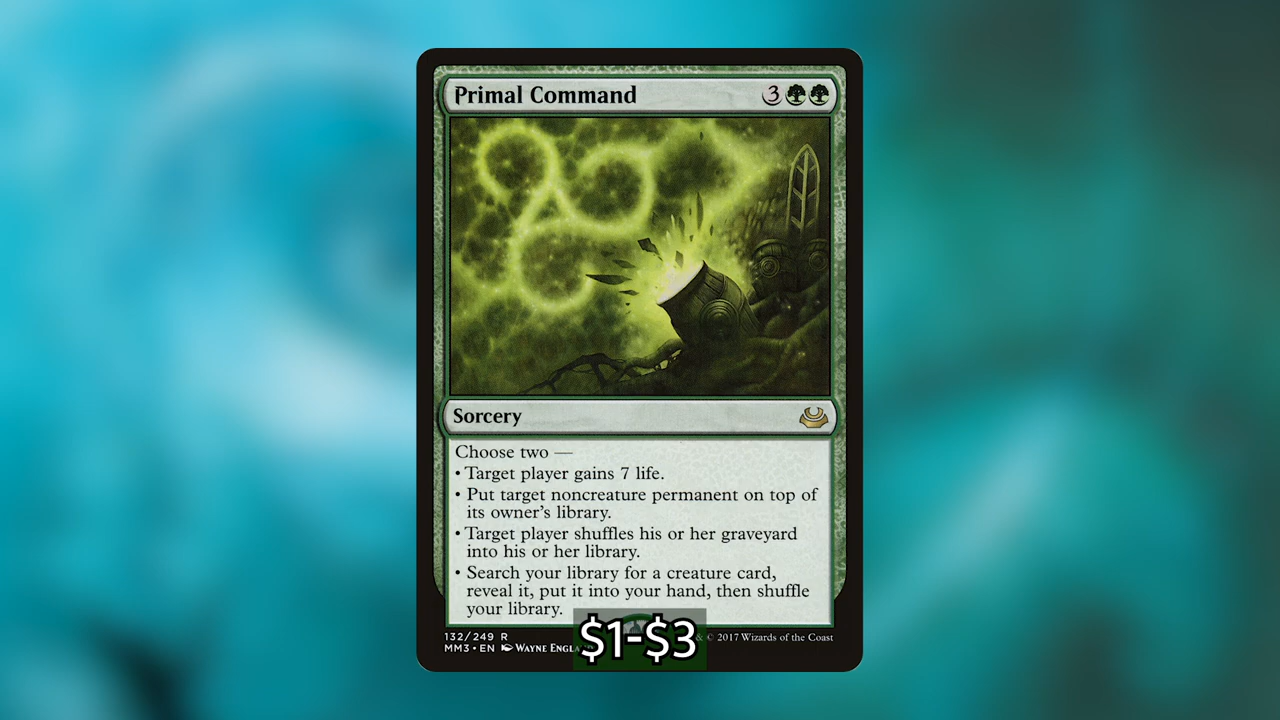 Primal Command 3
Sorcery
Choose two —
• Target player gains 7 life.
• Put target noncreature permanent on top of
its owner's library.
• Target player shuffles his or her graveyard
into his or her library.
• Search your library for a creature card,
reveal it, put it into your hand, then shuffle
your library.
132/249 R
& © 2017 Wizards of the Coast
MM3 • EN WAYNE
$1-$3